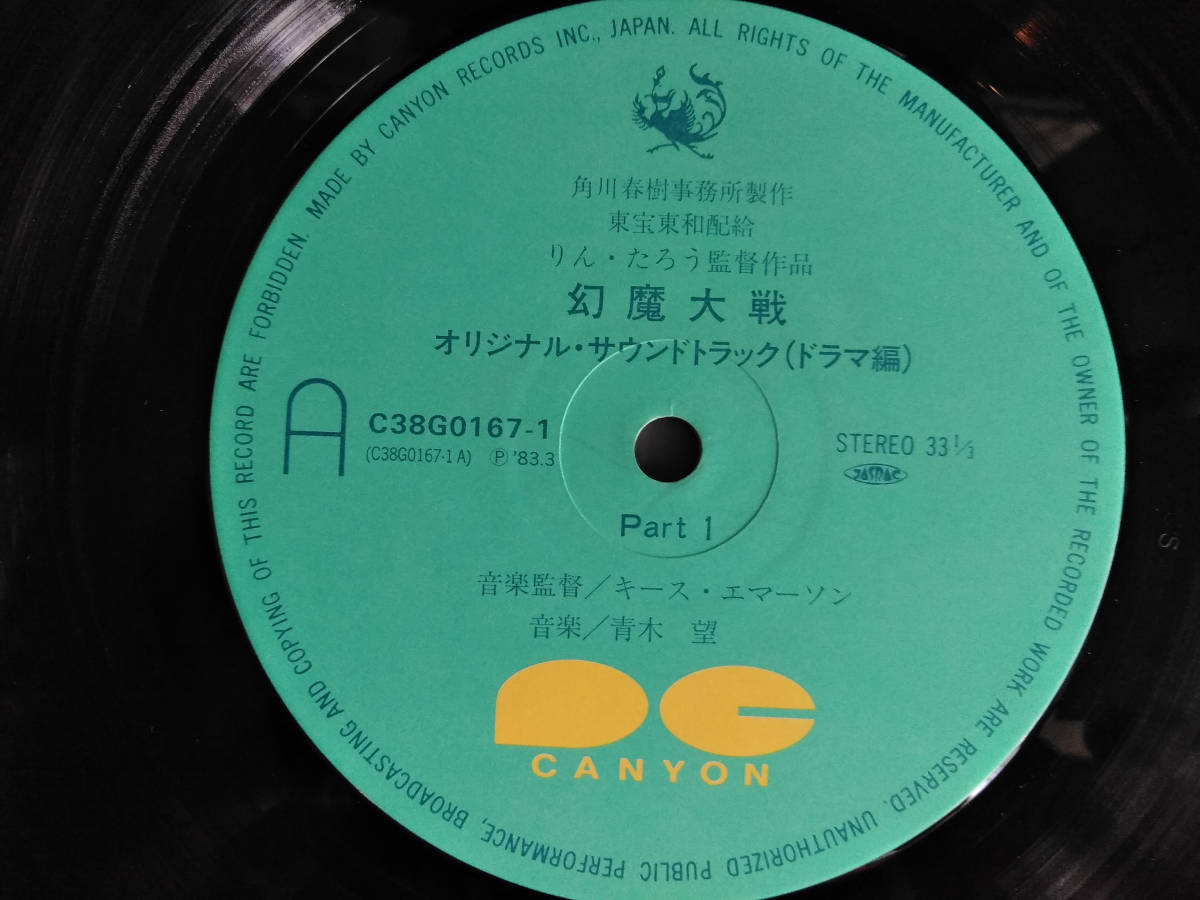 MADE BY CANYON RECORDS INC., JAPAN. ALL RIGHTS OF THE MANUFACTURER AND OF THE OWNER OF THE RECORDED WORK ARE RESERVED. UNAUTHORIZED PUBLIC PERFORMANCE, BROADCASTING AND COPYING OF THIS RECORD ARE FORBIDDEN.
角川春樹事務所製作
東宝東和配給
りん・たろう監督作品
幻魔大戦
オリジナル・サウンドトラック(ドラマ編)
A
C38G0167-1
(C38G0167-1 A) Ⓟ '83.3
STEREO 33 1/3
JASRAC
Part 1
音楽監督/キース・エマーソン
音楽/青木 望
PC
CANYON